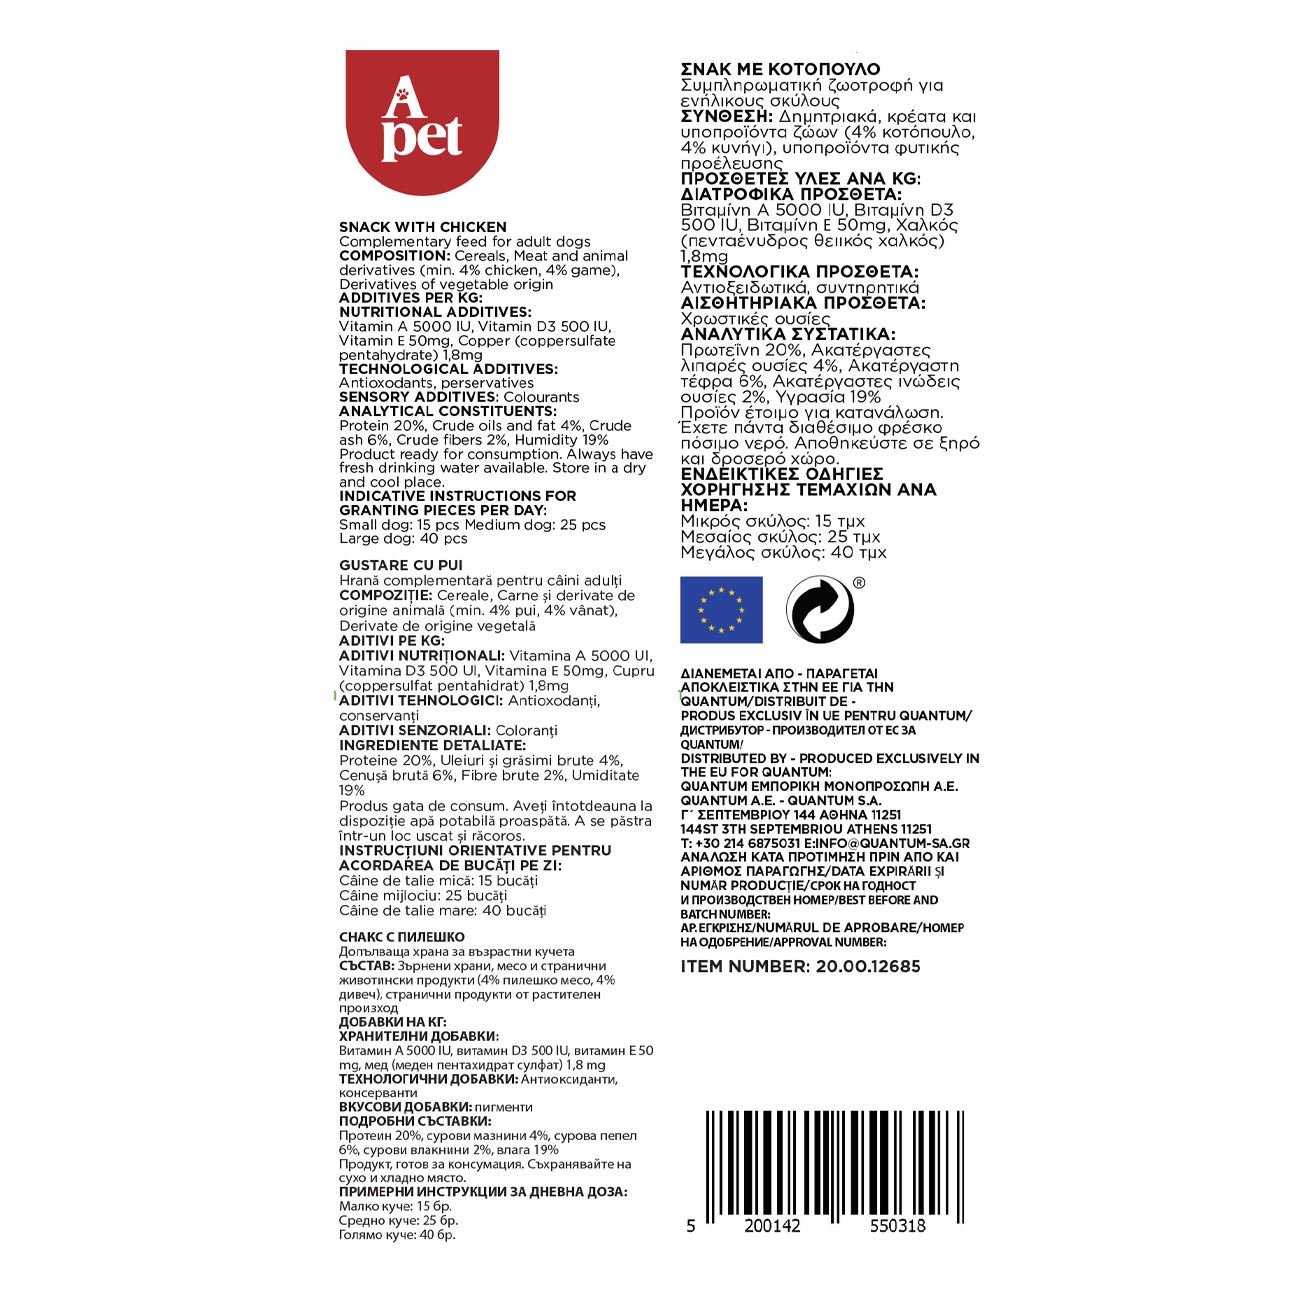 A
pet
SNACK WITH CHICKEN
Complementary feed for adult dogs
COMPOSITION: Cereals, Meat and animal
derivatives (min. 4% chicken, 4% game),
Derivatives of vegetable origin
ADDITIVES PER KG:
NUTRITIONAL ADDITIVES:
Vitamin A 5000 IU, Vitamin D3 500 IU,
Vitamin E 50mg, Copper (coppersulfate
pentahydrate) 1,8mg
TECHNOLOGICAL ADDITIVES:
Antioxodants, perservatives
SENSORY ADDITIVES: Colourants
ANALYTICAL CONSTITUENTS:
Protein 20%, Crude oils and fat 4%, Crude
ash 6%, Crude fibers 2%, Humidity 19%
Product ready for consumption. Always have
fresh drinking water available. Store in a dry
and cool place.
INDICATIVE INSTRUCTIONS FOR
GRANTING PIECES PER DAY:
Small dog: 15 pcs Medium dog: 25 pcs
Large dog: 40 pcs
GUSTARE CU PUI
Hrană complementară pentru câini adulți
COMPOZIȚIE: Cereale, Carne și derivate de
origine animală (min. 4% pui, 4% vânat),
Derivate de origine vegetală
ADITIVI PE KG:
ADITIVI NUTRIȚIONALI: Vitamina A 5000 UI,
Vitamina D3 500 UI, Vitamina E 50mg, Cupru
(coppersulfat pentahidrat) 1,8mg
ADITIVI TEHNOLOGICI: Antioxodanți,
conservanți
ADITIVI SENZORIALI: Coloranți
INGREDIENTE DETALIATE:
Proteine 20%, Uleiuri și grăsimi brute 4%,
Cenușă brută 6%, Fibre brute 2%, Umiditate
19%
Produs gata de consum. Aveți întotdeauna la
dispoziție apă potabilă proaspătă. A se păstra
într-un loc uscat și răcoros.
INSTRUCȚIUNI ORIENTATIVE PENTRU
ACORDAREA DE BUCĂȚI PE ZI:
Câine de talie mică: 15 bucăți
Câine mijlociu: 25 bucăți
Câine de talie mare: 40 bucăți
СНАКС С ПИЛЕШКО
Допълваща храна за възрастни кучета
СЪСТАВ: Зърнени храни, месо и странични
животински продукти (4% пилешко месо, 4%
дивеч), странични продукти от растителен
произход
ДОБАВКИ НА КГ:
ХРАНИТЕЛНИ ДОБАВКИ:
Витамин A 5000 IU, витамин D3 500 IU, витамин E 50
mg, мед (меден пентахидрат сулфат) 1,8 mg
ТЕХНОЛОГИЧНИ ДОБАВКИ: Антиоксиданти,
консерванти
ВКУСОВИ ДОБАВКИ: пигменти
ПОДРОБНИ СЪСТАВКИ:
Протеин 20%, сурови мазнини 4%, сурова пепел
6%, сурови влакнини 2%, влага 19%
Продукт, готов за консумация. Съхранявайте на
сухо и хладно място.
ПРИМЕРНИ ИНСТРУКЦИИ ЗА ДНЕВНА ДОЗА:
Малко куче: 15 бр.
Средно куче: 25 бр.
Голямо куче: 40 бр.
ΣΝΑΚ ΜΕ ΚΟΤΟΠΟΥΛΟ
Συμπληρωματική ζωοτροφή για
ενήλικους σκύλους
ΣΥΝΘΕΣΗ: Δημητριακά, κρέατα και
υποπροϊόντα ζώων (4% κοτόπουλο,
4% κυνήγι), υποπροϊόντα φυτικής
προέλευσης
ΠΡΟΣΘΕΤΕΣ ΥΛΕΣ ΑΝΑ KG:
ΔΙΑΤΡΟΦΙΚΑ ΠΡΟΣΘΕΤΑ:
Βιταμίνη Α 5000 IU, Βιταμίνη D3
500 IU, Βιταμίνη Ε 50mg, Χαλκός
(πενταένυδρος θειικός χαλκός)
1,8mg
ΤΕΧΝΟΛΟΓΙΚΑ ΠΡΟΣΘΕΤΑ:
Αντιοξειδωτικά, συντηρητικά
ΑΙΣΘΗΤΗΡΙΑΚΑ ΠΡΟΣΘΕΤΑ:
Χρωστικές ουσίες
ΑΝΑΛΥΤΙΚΑ ΣΥΣΤΑΤΙΚΑ:
Πρωτεΐνη 20%, Ακατέργαστες
λιπαρές ουσίες 4%, Ακατέργαστη
τέφρα 6%, Ακατέργαστες ινώδεις
ουσίες 2%, Υγρασία 19%
Προϊόν έτοιμο για κατανάλωση.
Έχετε πάντα διαθέσιμο φρέσκο
πόσιμο νερό. Αποθηκεύστε σε ξηρό
και δροσερό χώρο.
ΕΝΔΕΙΚΤΙΚΕΣ ΟΔΗΓΙΕΣ
ΧΟΡΗΓΗΣΗΣ ΤΕΜΑΧΙΩΝ ΑΝΑ
ΗΜΕΡΑ:
Μικρός σκύλος: 15 τμχ
Μεσαίος σκύλος: 25 τμχ
Μεγάλος σκύλος: 40 τμχ
®
ΔΙΑΝΕΜΕΤΑΙ ΑΠΟ - ΠΑΡΑΓΕΤΑΙ
ΑΠΟΚΛΕΙΣΤΙΚΑ ΣΤΗΝ ΕΕ ΓΙΑ ΤΗΝ
QUANTUM/DISTRIBUIT DE -
PRODUS EXCLUSIV ÎN UE PENTRU QUANTUM/
ДИСТРИБУТОР - ПРОИЗВОДИТЕЛ ОТ ЕС ЗА
QUANTUM/
DISTRIBUTED BY - PRODUCED EXCLUSIVELY IN
THE EU FOR QUANTUM:
QUANTUM ΕΜΠΟΡΙΚΗ ΜΟΝΟΠΡΟΣΩΠΗ Α.Ε.
QUANTUM A.E. - QUANTUM S.A.
Γ΄ ΣΕΠΤΕΜΒΡΙΟΥ 144 ΑΘΗΝΑ 11251
144ST 3TH SEPTEMBRIOU ATHENS 11251
T: +30 214 6875031 E:INFO@QUANTUM-SA.GR
ΑΝΑΛΩΣΗ ΚΑΤΑ ΠΡΟΤΙΜΗΣΗ ΠΡΙΝ ΑΠΟ ΚΑΙ
ΑΡΙΘΜΟΣ ΠΑΡΑΓΩΓΗΣ/DATA EXPIRĂRII ȘI
NUMĂR PRODUCȚIE/СРОК НА ГОДНОСТ
И ПРОИЗВОДСТВЕН НОМЕР/BEST BEFORE AND
BATCH NUMBER:
ΑΡ.ΕΓΚΡΙΣΗΣ/NUMĂRUL DE APROBARE/НОМЕР
НА ОДОБРЕНИЕ/APPROVAL NUMBER:
ITEM NUMBER: 20.00.12685
5 200142 550318